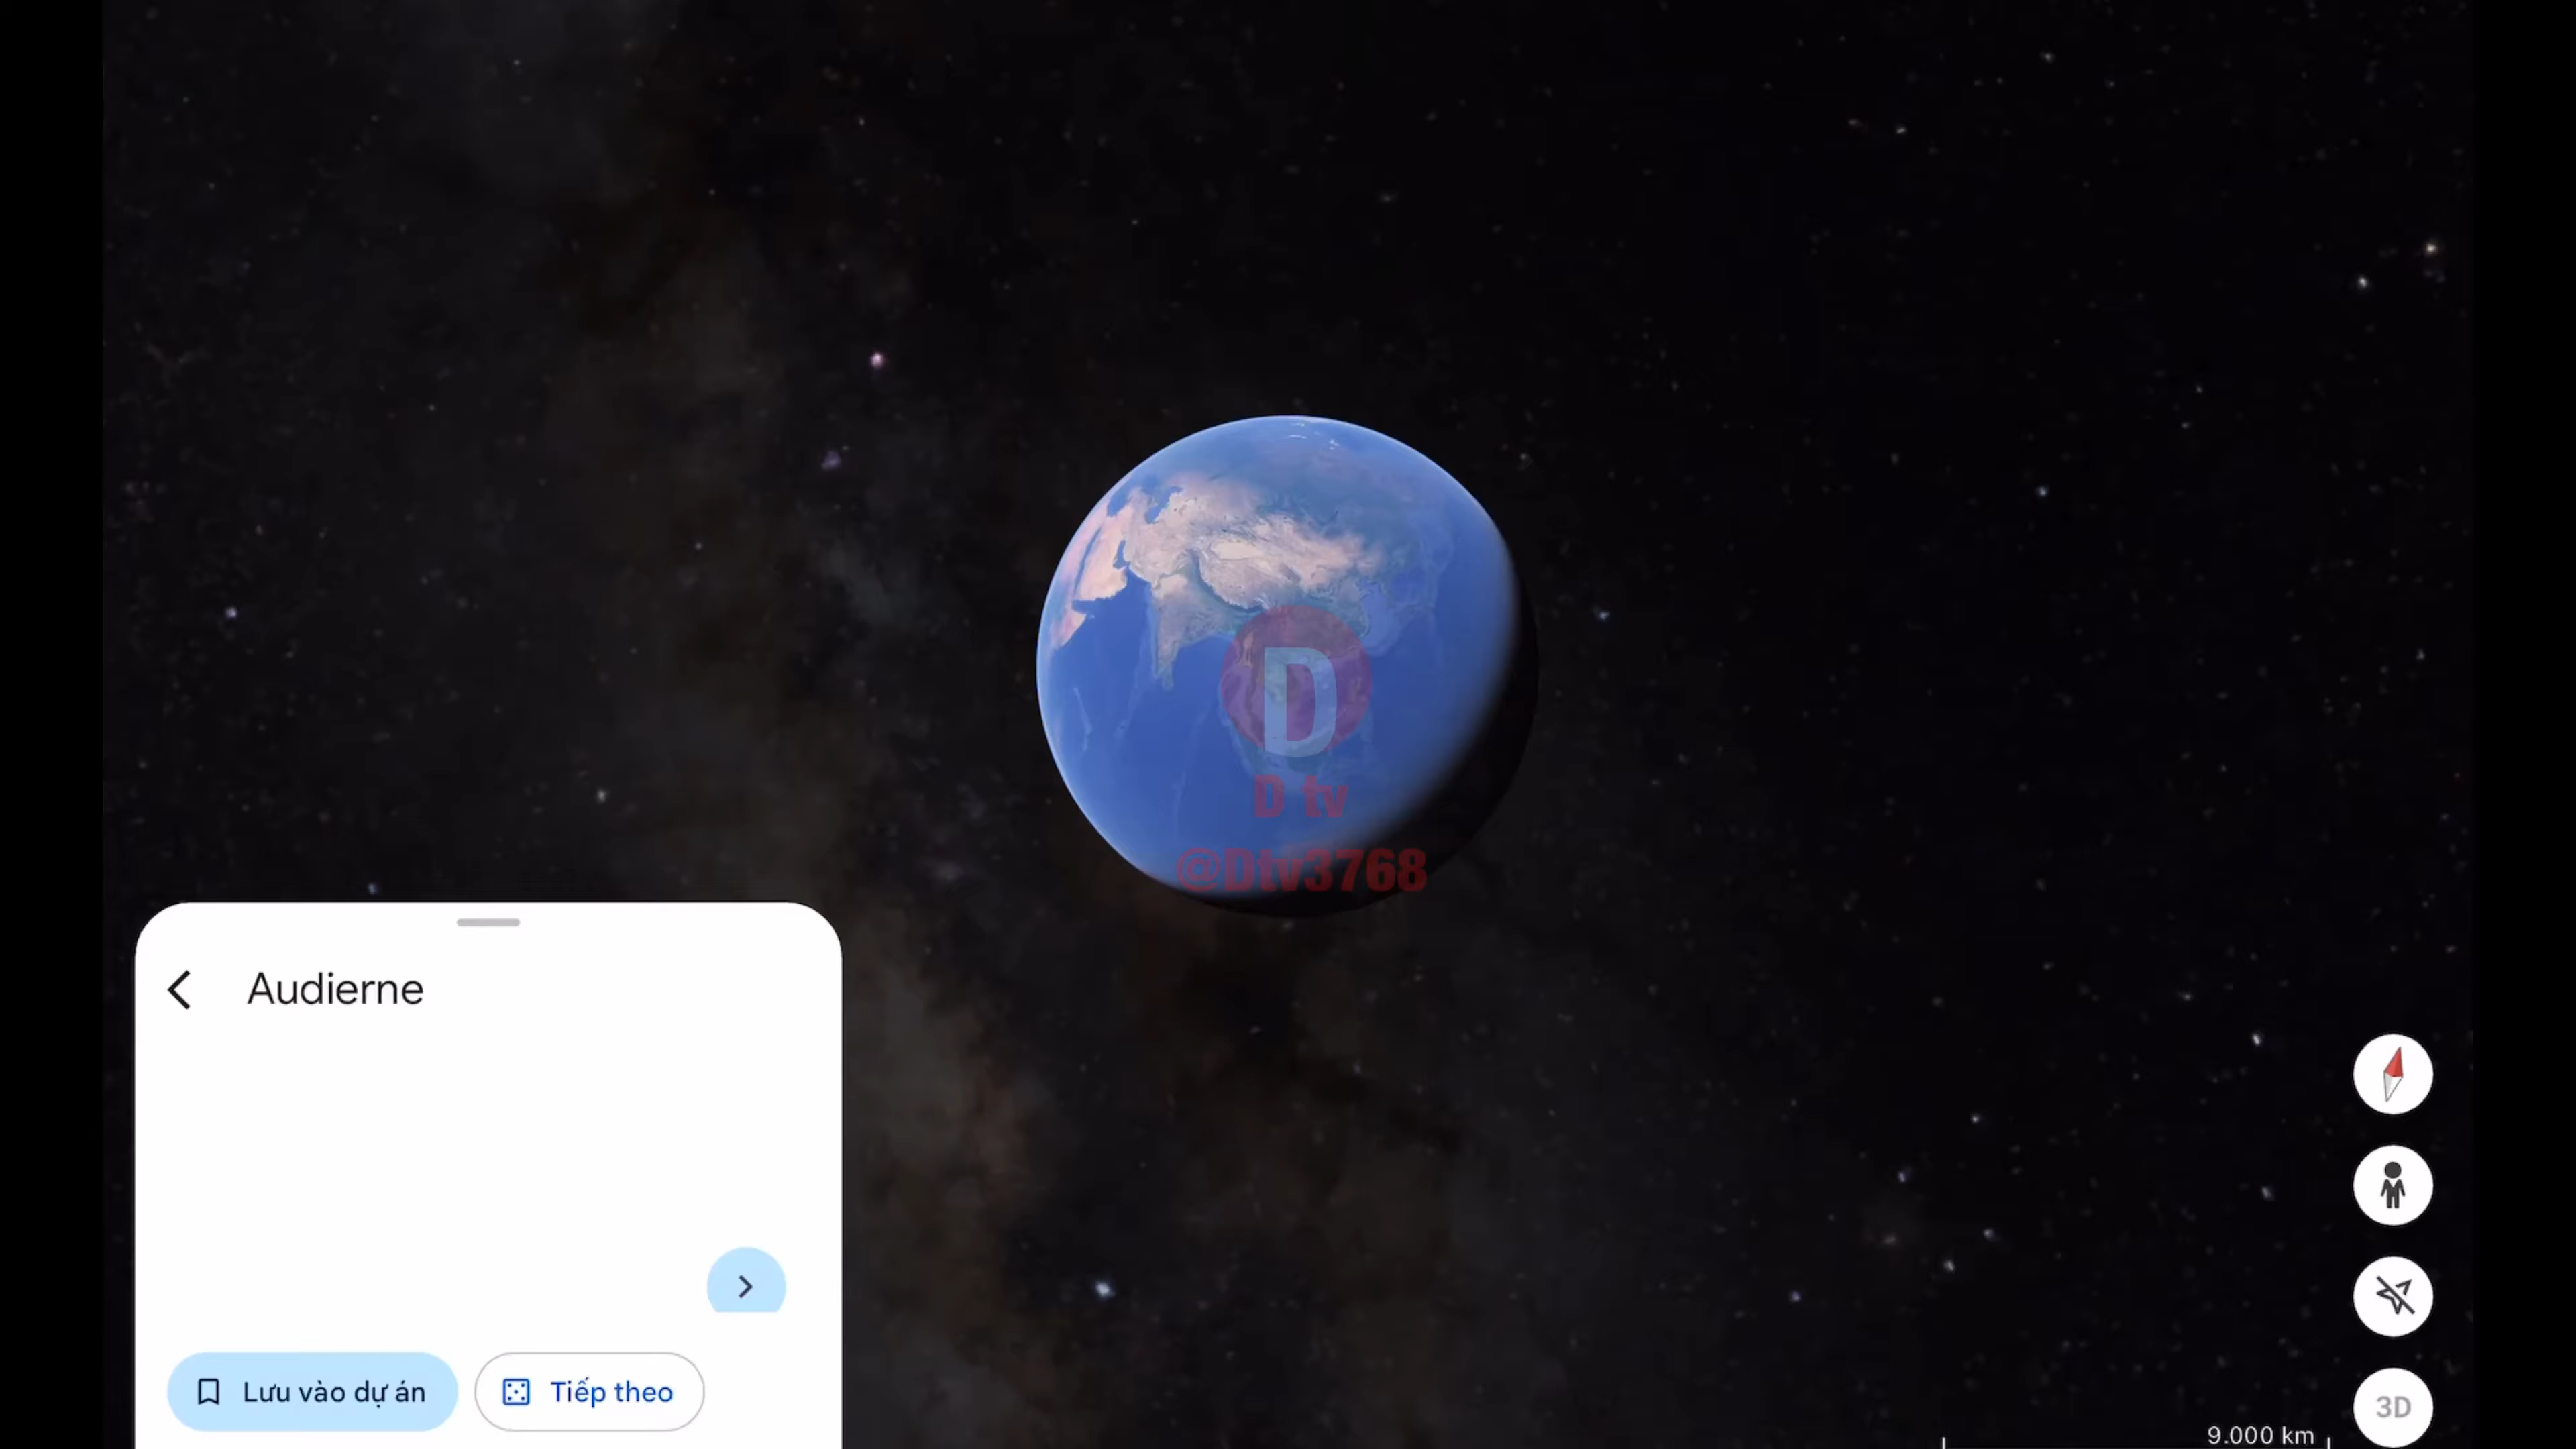 D
D tv
@Dtv3768
Audierne
Lưu vào dự án
Tiếp theo
3D
9.000 km